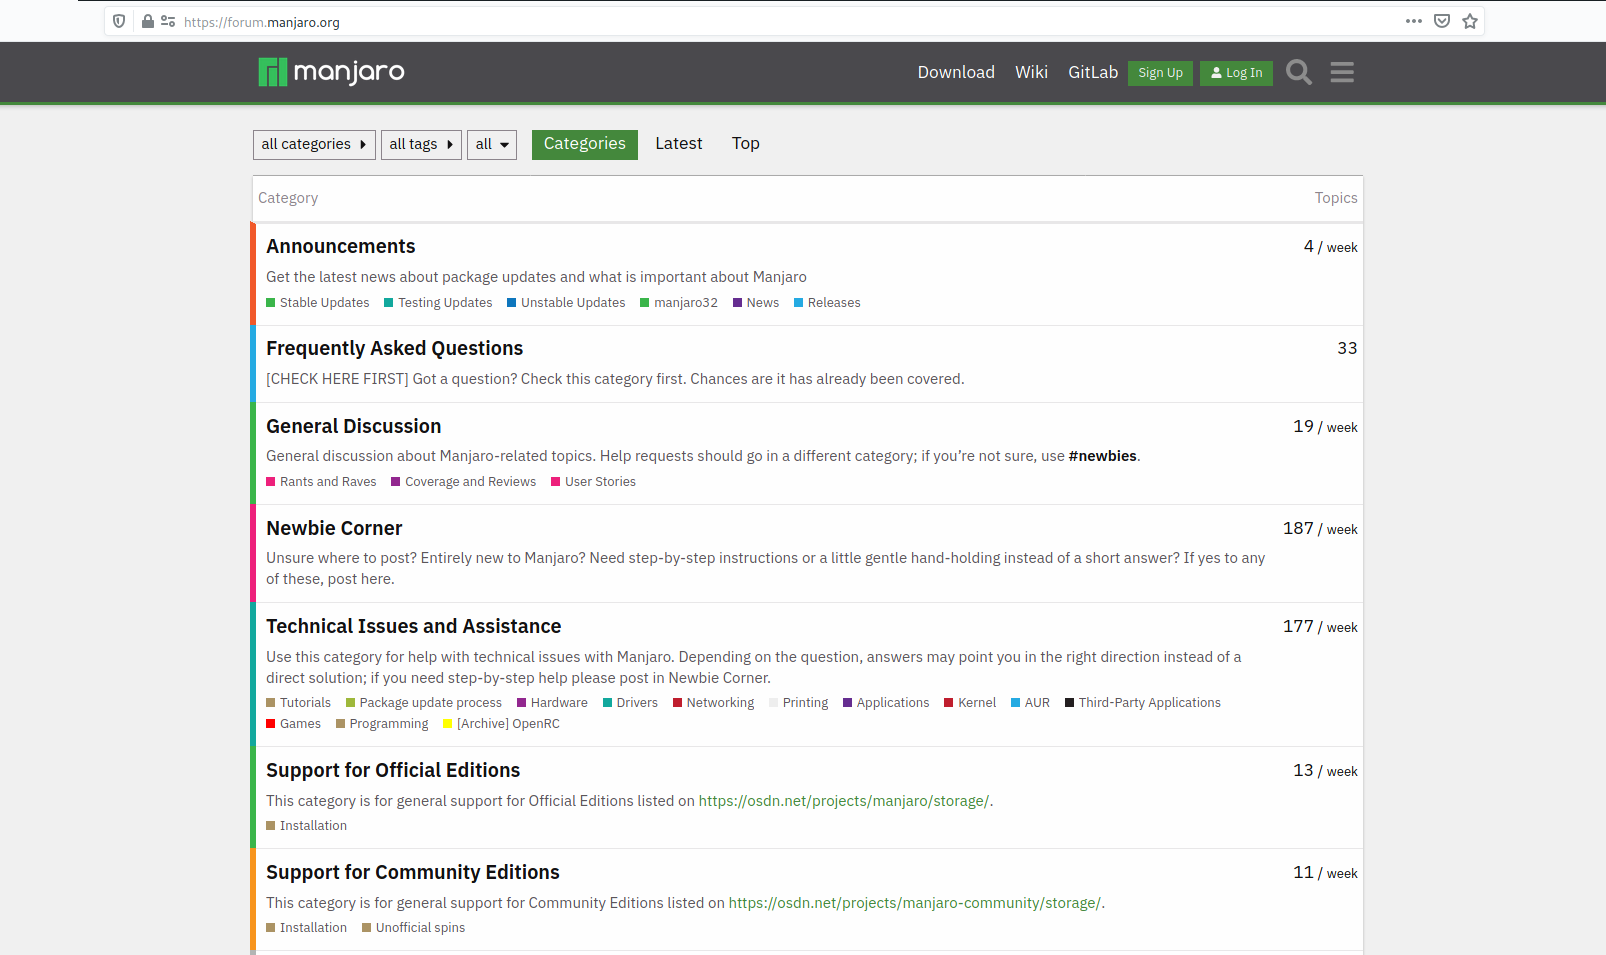 https://forum.manjaro.org
manjaro
Download Wiki GitLab Sign Up Log In
all categories all tags all Categories Latest Top
Category Topics
Announcements 4 / week
Get the latest news about package updates and what is important about Manjaro
Stable Updates Testing Updates Unstable Updates manjaro32 News Releases
Frequently Asked Questions 33
[CHECK HERE FIRST] Got a question? Check this category first. Chances are it has already been covered.
General Discussion 19 / week
General discussion about Manjaro-related topics. Help requests should go in a different category; if you’re not sure, use #newbies.
Rants and Raves Coverage and Reviews User Stories
Newbie Corner 187 / week
Unsure where to post? Entirely new to Manjaro? Need step-by-step instructions or a little gentle hand-holding instead of a short answer? If yes to any
of these, post here.
Technical Issues and Assistance 177 / week
Use this category for help with technical issues with Manjaro. Depending on the question, answers may point you in the right direction instead of a
direct solution; if you need step-by-step help please post in Newbie Corner.
Tutorials Package update process Hardware Drivers Networking Printing Applications Kernel AUR Third-Party Applications
Games Programming [Archive] OpenRC
Support for Official Editions 13 / week
This category is for general support for Official Editions listed on https://osdn.net/projects/manjaro/storage/.
Installation
Support for Community Editions 11 / week
This category is for general support for Community Editions listed on https://osdn.net/projects/manjaro-community/storage/.
Installation Unofficial spins